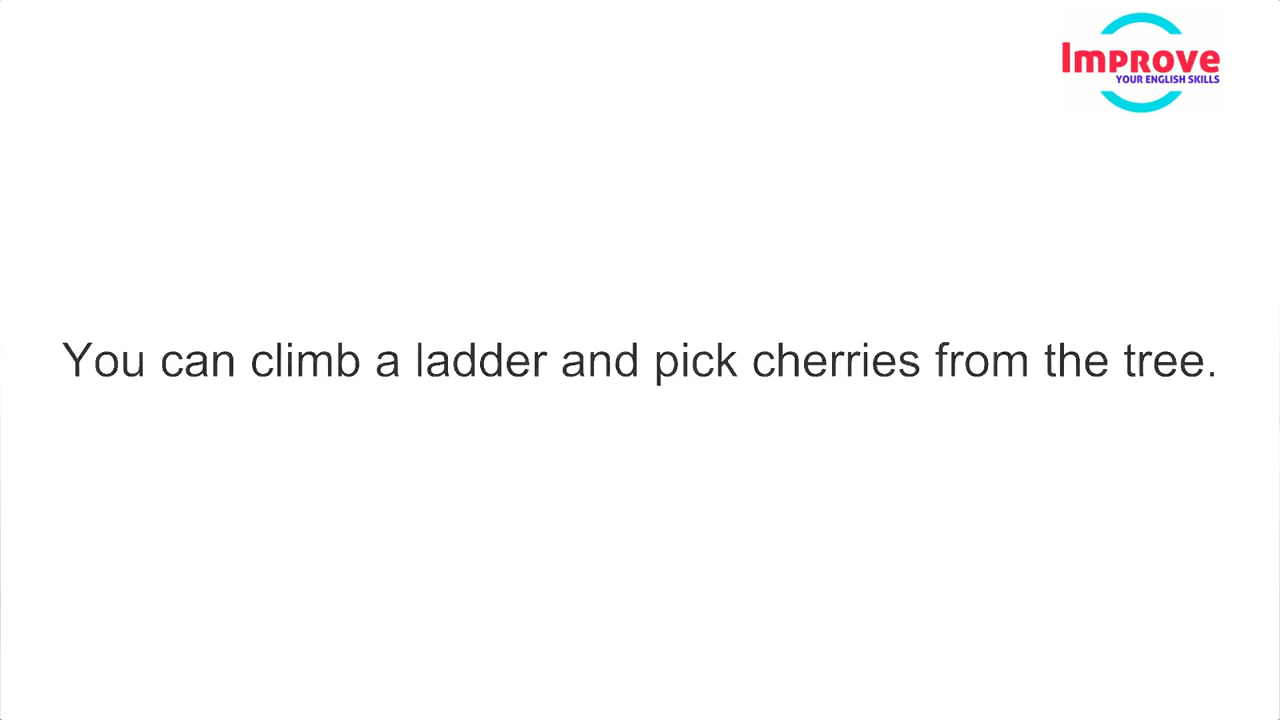 Improve
YOUR ENGLISH SKILLS
You can climb a ladder and pick cherries from the tree.